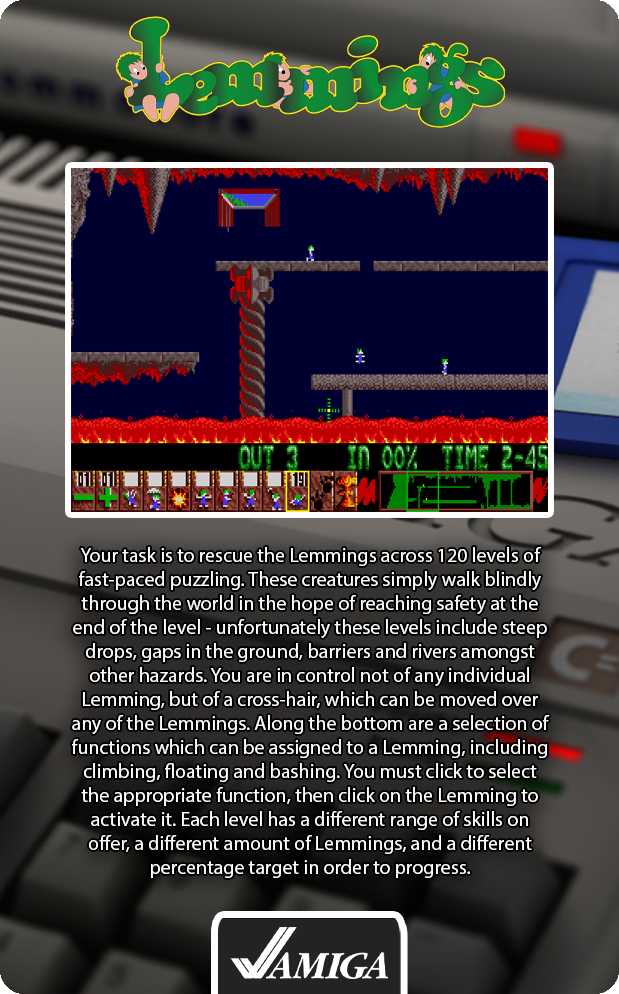 Lemmings
OUT 3 IN 00% TIME 2-45
01 01 19
Your task is to rescue the Lemmings across 120 levels of
fast-paced puzzling. These creatures simply walk blindly
through the world in the hope of reaching safety at the
end of the level - unfortunately these levels include steep
drops, gaps in the ground, barriers and rivers amongst
other hazards. You are in control not of any individual
Lemming, but of a cross-hair, which can be moved over
any of the Lemmings. Along the bottom are a selection of
functions which can be assigned to a Lemming, including
climbing, floating and bashing. You must click to select
the appropriate function, then click on the Lemming to
activate it. Each level has a different range of skills on
offer, a different amount of Lemmings, and a different
percentage target in order to progress.
AMIGA